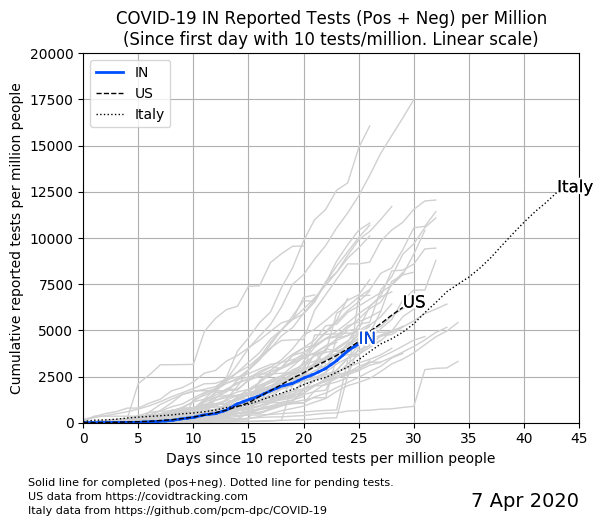 COVID-19 IN Reported Tests (Pos + Neg) per Million
(Since first day with 10 tests/million. Linear scale)
Cumulative reported tests per million people
20000
17500
15000
12500
10000
7500
5000
2500
0
IN
US
Italy
Italy
US
IN
0 5 10 15 20 25 30 35 40 45
Days since 10 reported tests per million people
Solid line for completed (pos+neg). Dotted line for pending tests.
US data from https://covidtracking.com
Italy data from https://github.com/pcm-dpc/COVID-19
7 Apr 2020